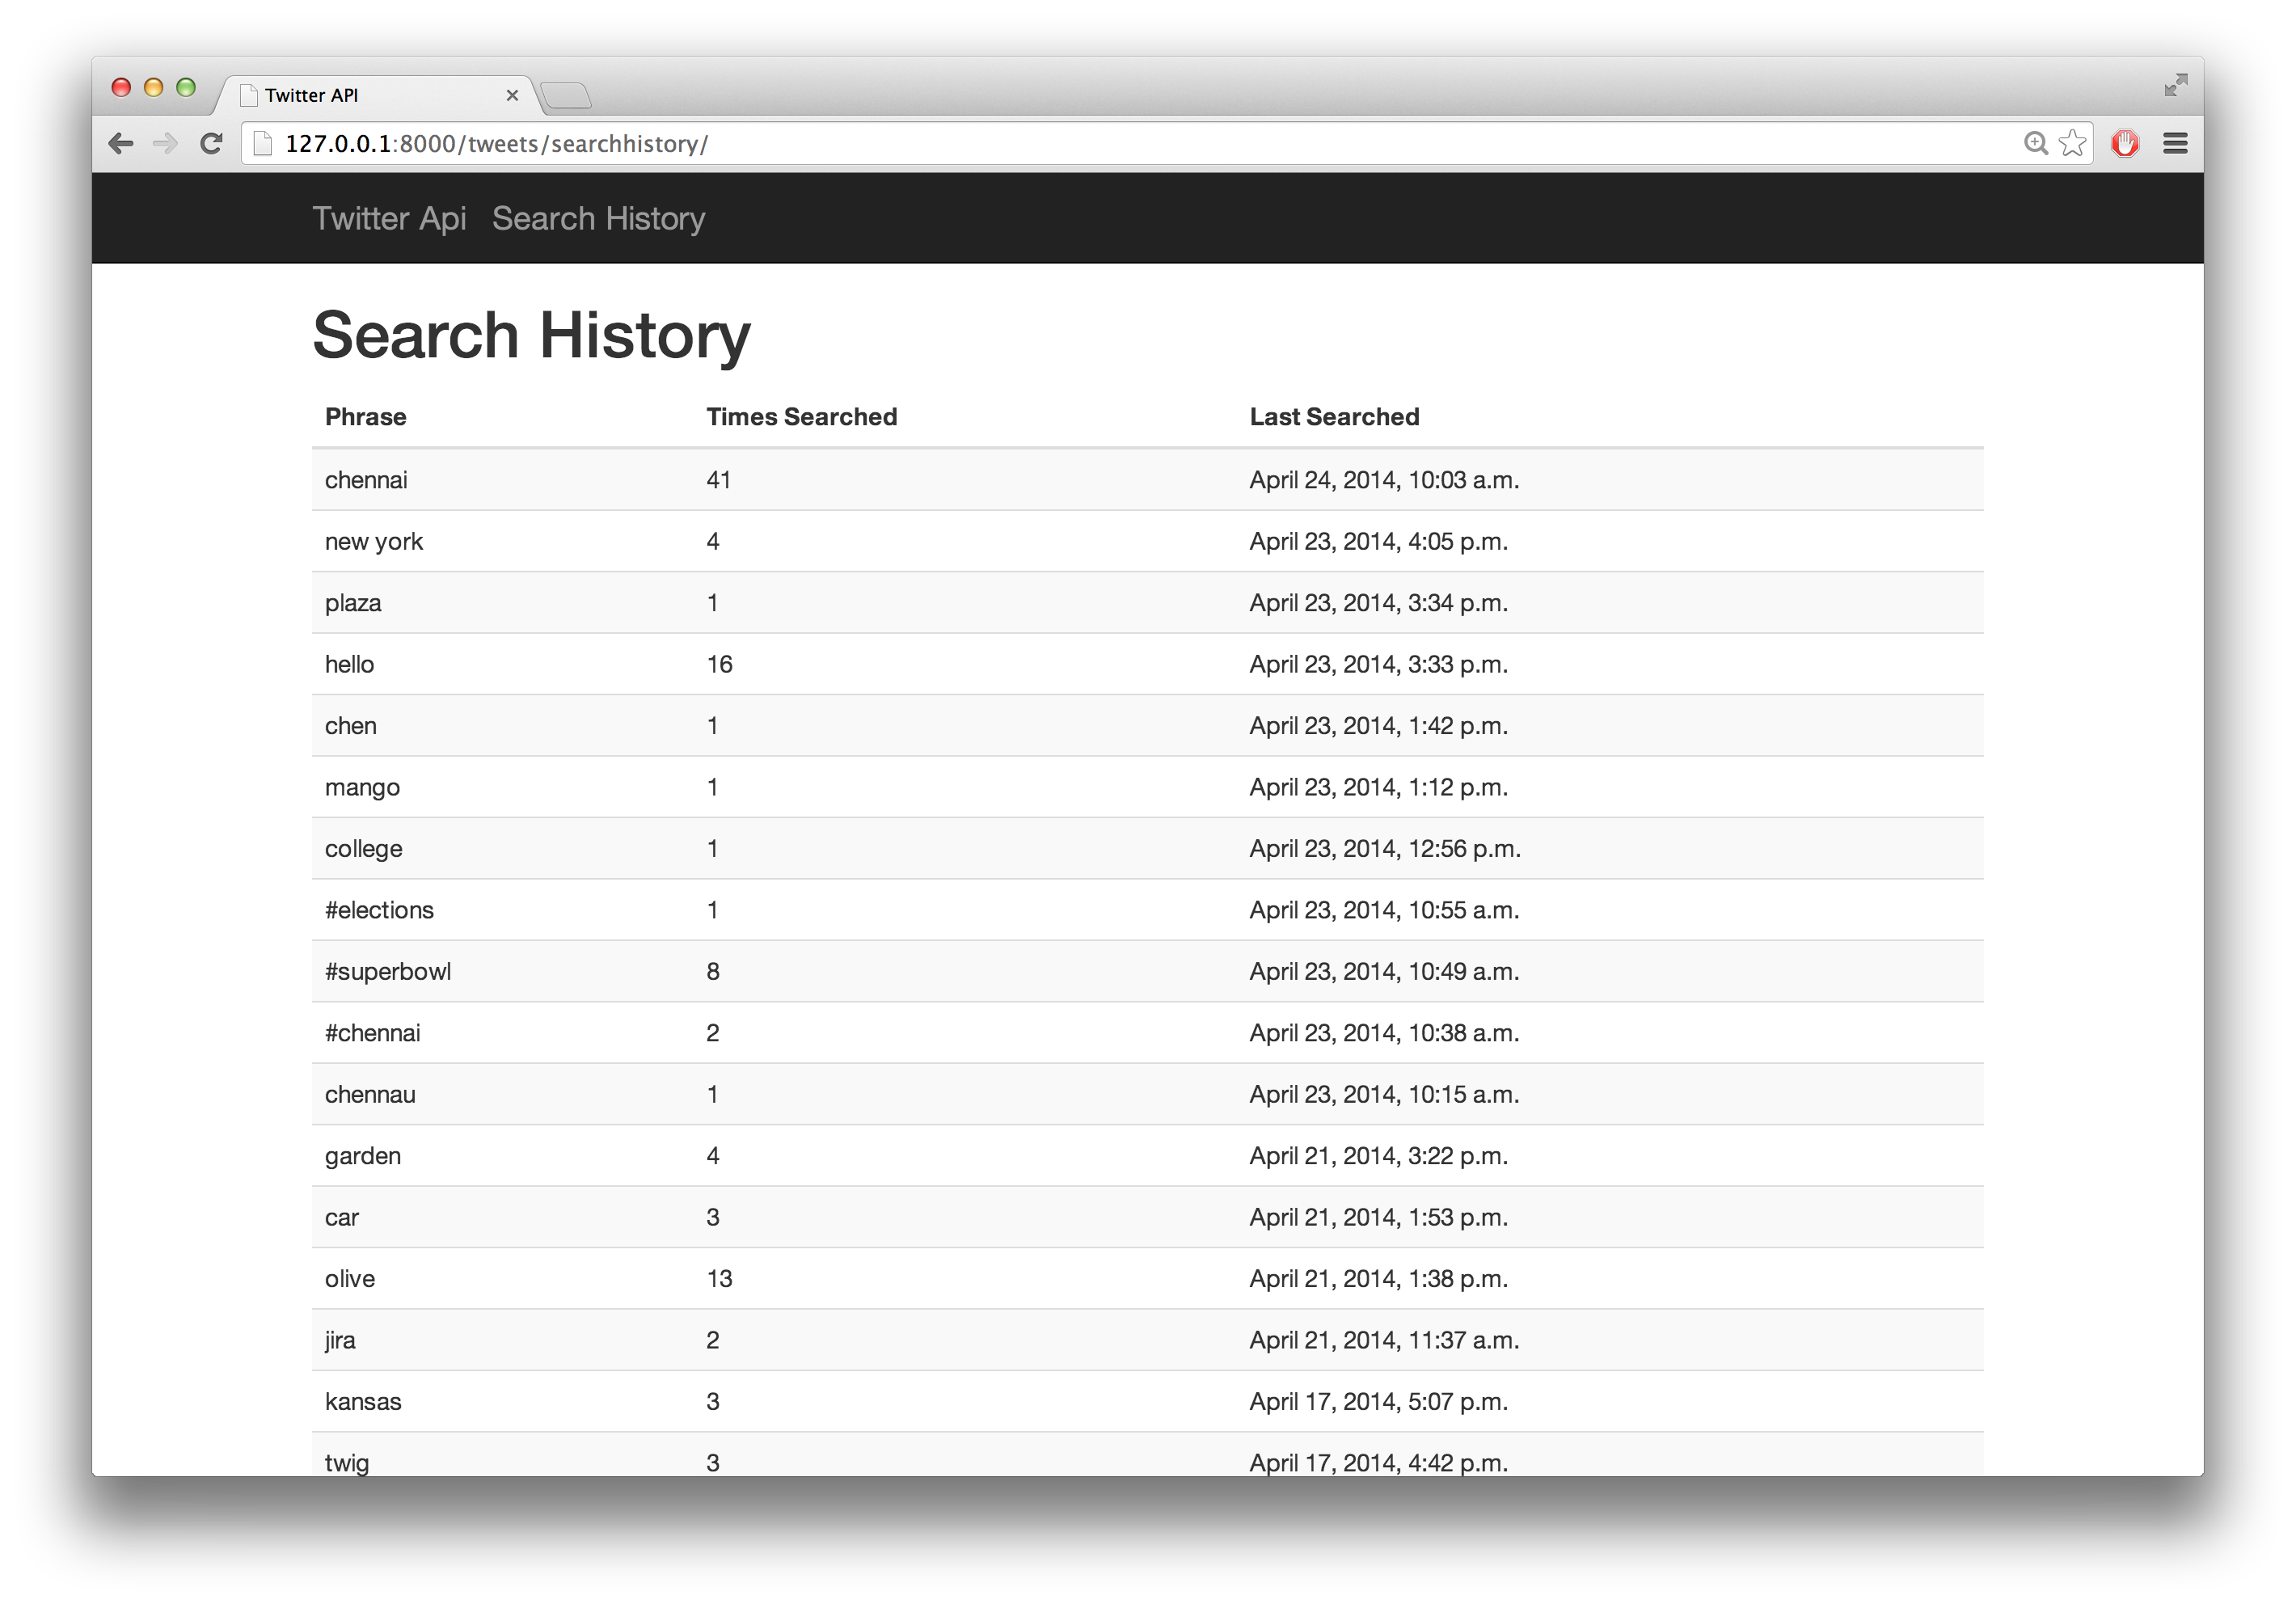 Twitter API
127.0.0.1:8000/tweets/searchhistory/
Twitter Api Search History
Search History
Phrase Times Searched Last Searched
chennai 41 April 24, 2014, 10:03 a.m.
new york 4 April 23, 2014, 4:05 p.m.
plaza 1 April 23, 2014, 3:34 p.m.
hello 16 April 23, 2014, 3:33 p.m.
chen 1 April 23, 2014, 1:42 p.m.
mango 1 April 23, 2014, 1:12 p.m.
college 1 April 23, 2014, 12:56 p.m.
#elections 1 April 23, 2014, 10:55 a.m.
#superbowl 8 April 23, 2014, 10:49 a.m.
#chennai 2 April 23, 2014, 10:38 a.m.
chennau 1 April 23, 2014, 10:15 a.m.
garden 4 April 21, 2014, 3:22 p.m.
car 3 April 21, 2014, 1:53 p.m.
olive 13 April 21, 2014, 1:38 p.m.
jira 2 April 21, 2014, 11:37 a.m.
kansas 3 April 17, 2014, 5:07 p.m.
twig 3 April 17, 2014, 4:42 p.m.